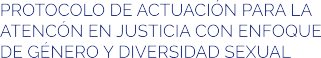 PROTOCOLO DE ACTUACIÓN PARA LA
ATENCÓN EN JUSTICIA CON ENFOQUE
DE GÉNERO Y DIVERSIDAD SEXUAL